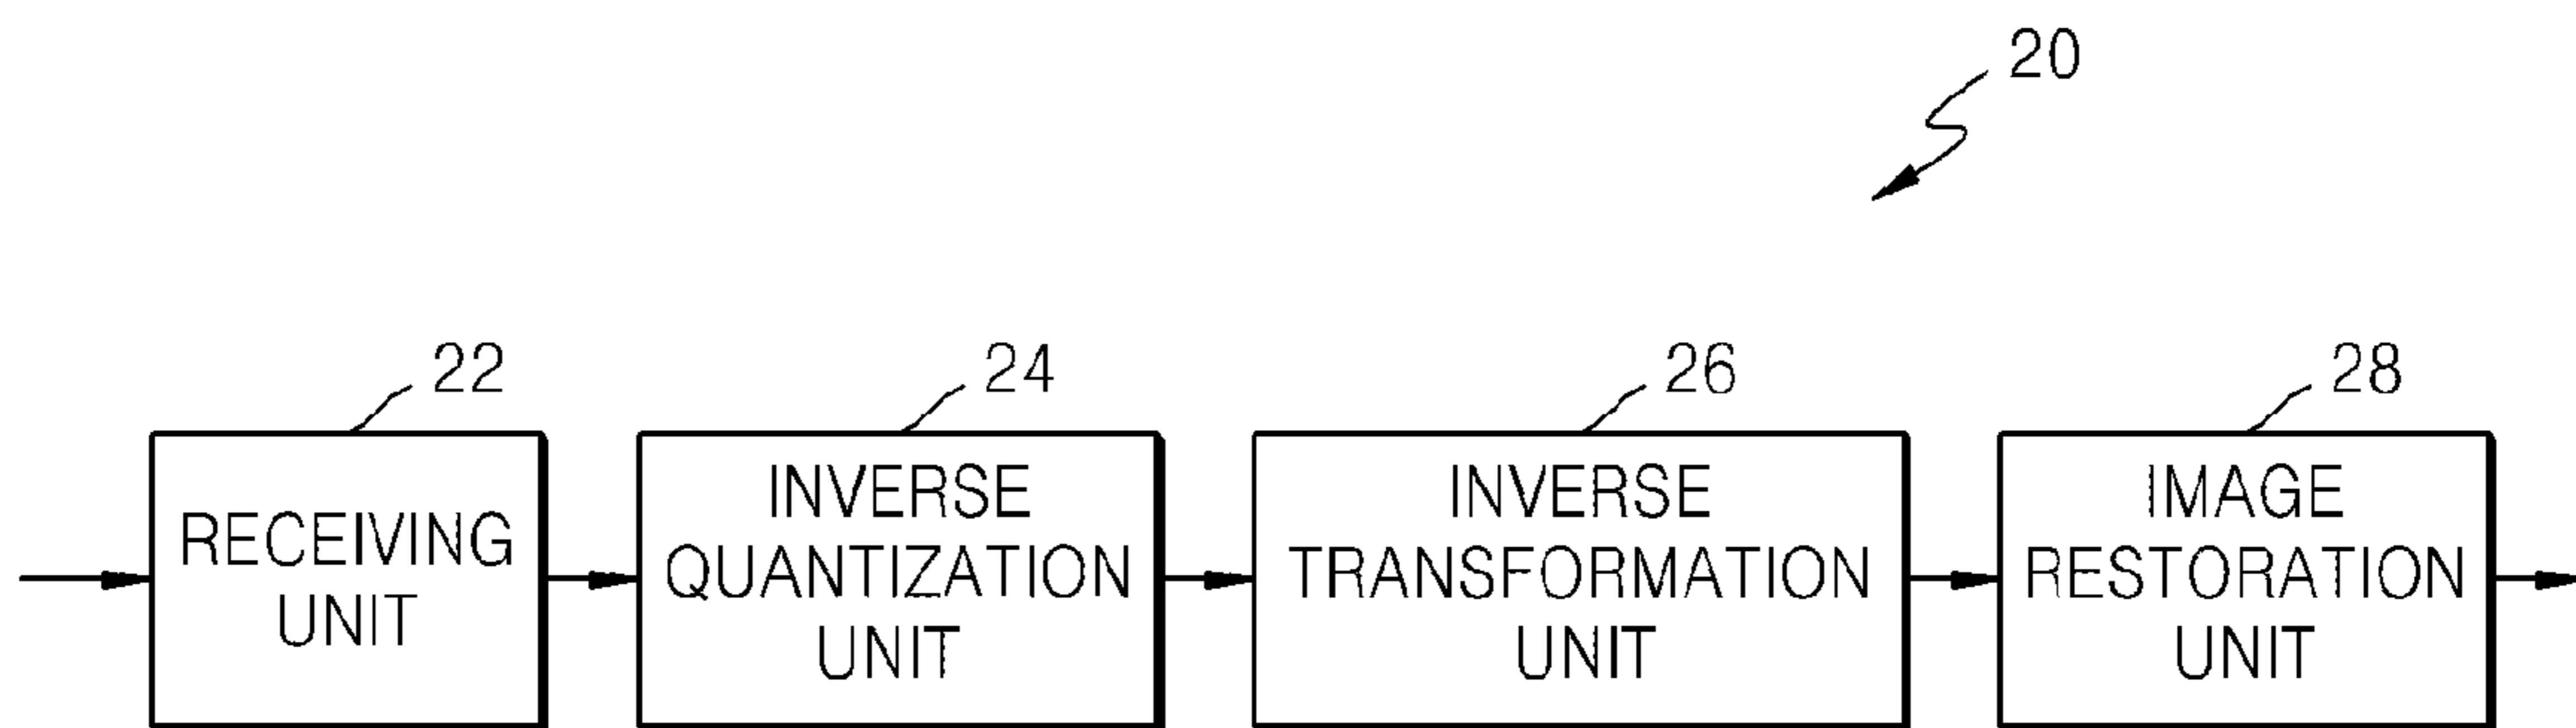 20
22
RECEIVING
UNIT
24
INVERSE
QUANTIZATION
UNIT
26
INVERSE
TRANSFORMATION
UNIT
28
IMAGE
RESTORATION
UNIT